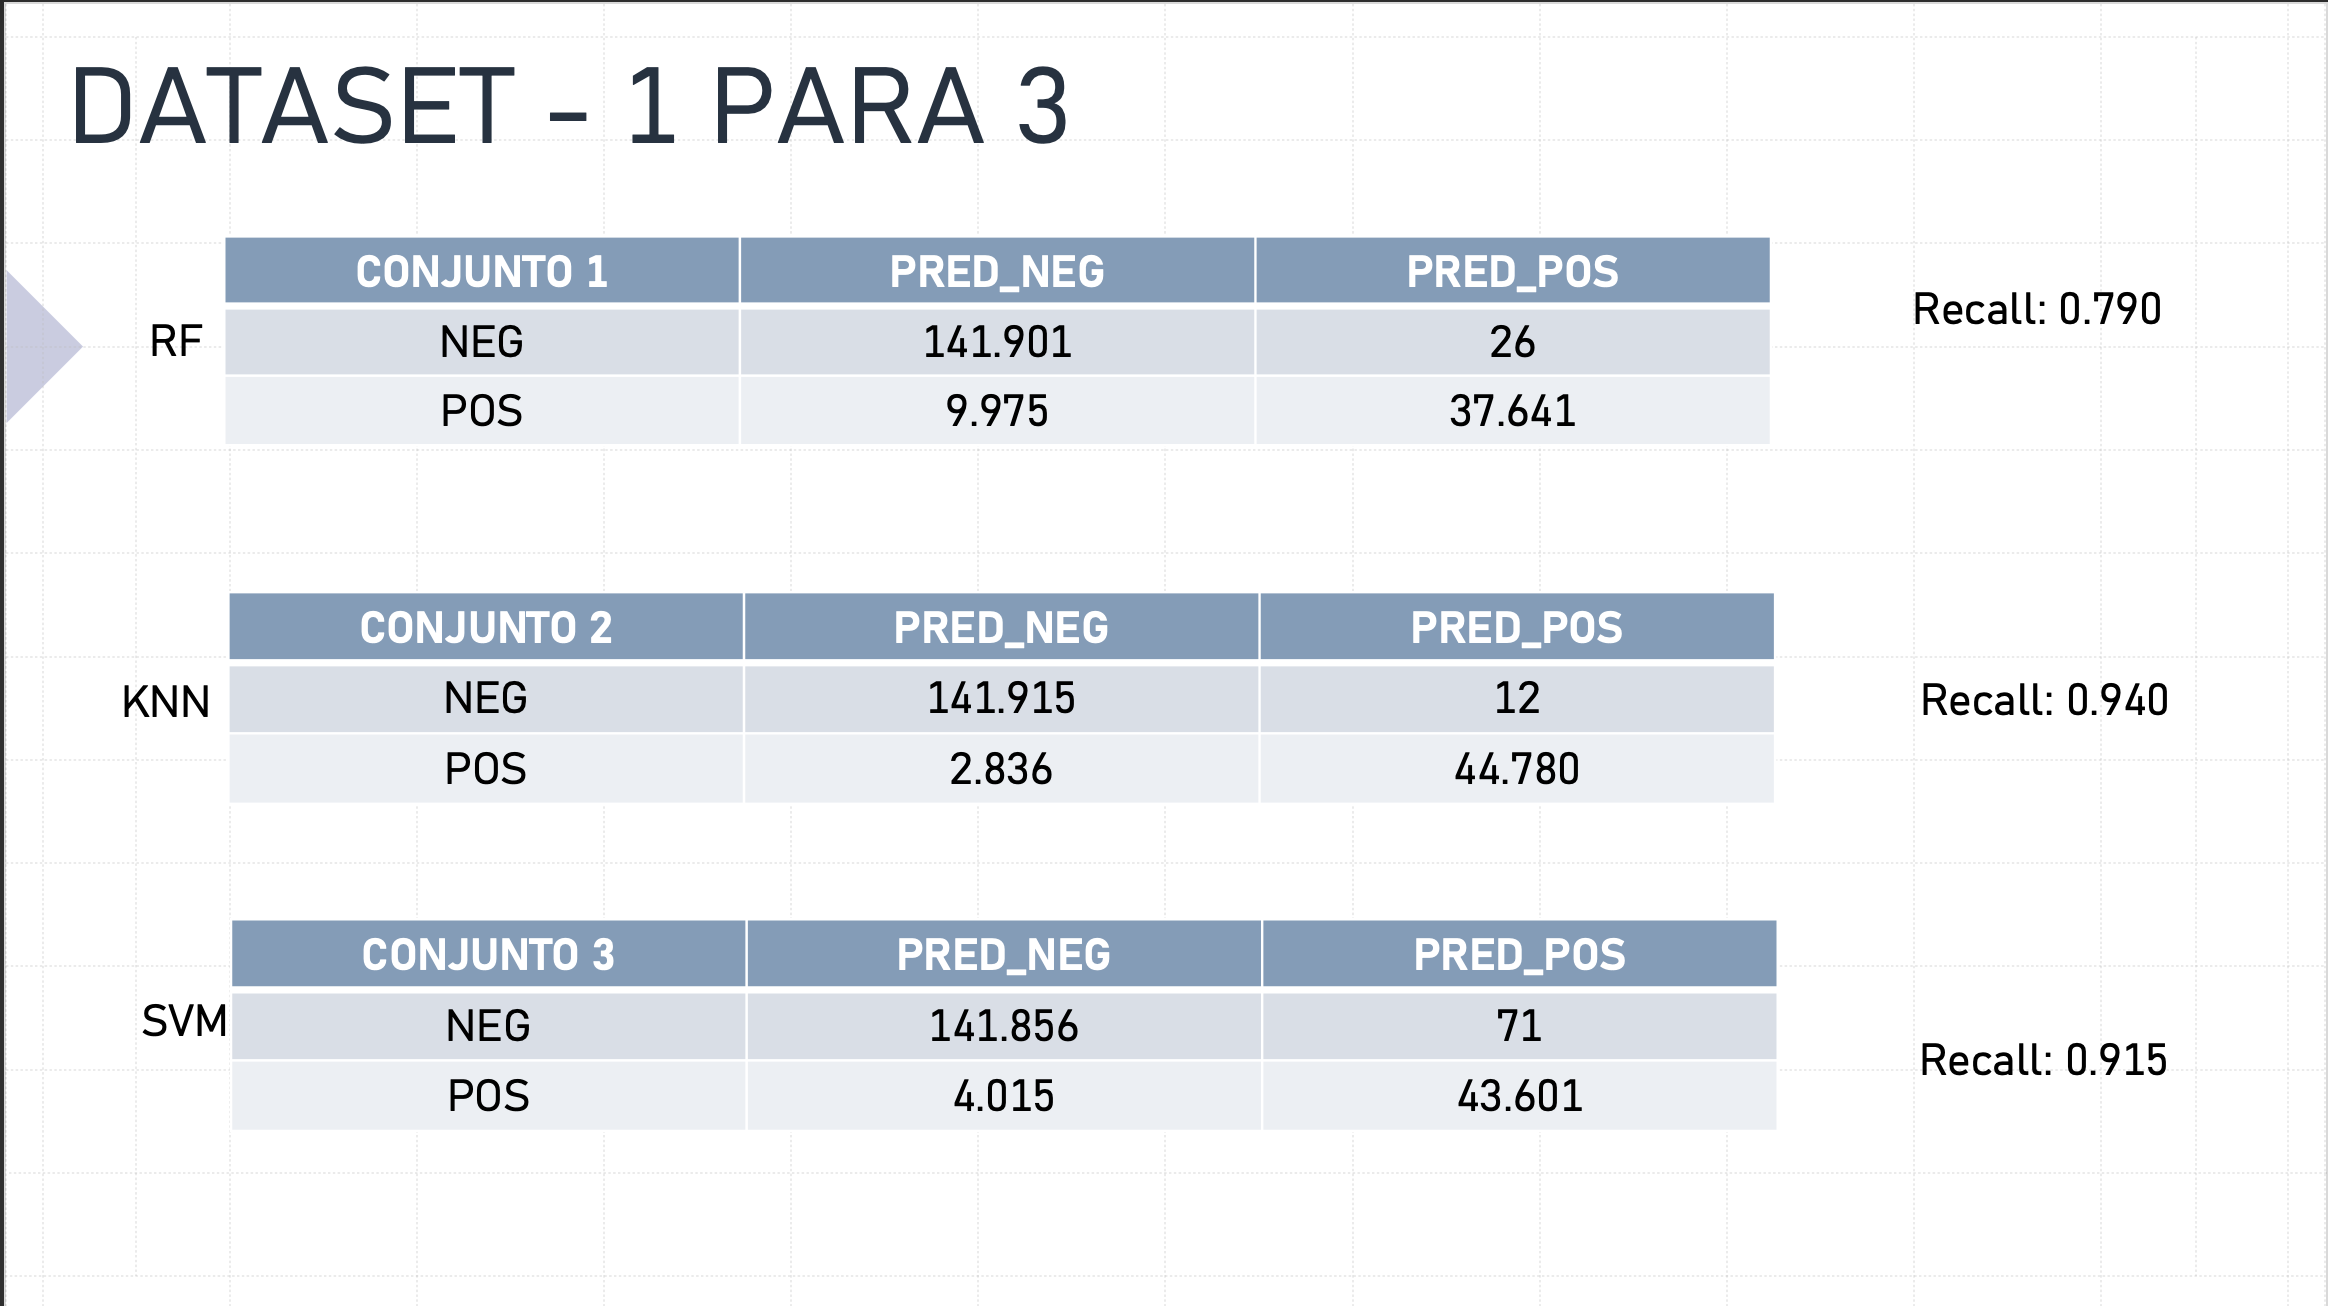 DATASET - 1 PARA 3
CONJUNTO 1 PRED_NEG PRED_POS
Recall: 0.790
RF NEG 141.901 26
POS 9.975 37.641
CONJUNTO 2 PRED_NEG PRED_POS
KNN NEG 141.915 12 Recall: 0.940
POS 2.836 44.780
CONJUNTO 3 PRED_NEG PRED_POS
SVM NEG 141.856 71
Recall: 0.915
POS 4.015 43.601